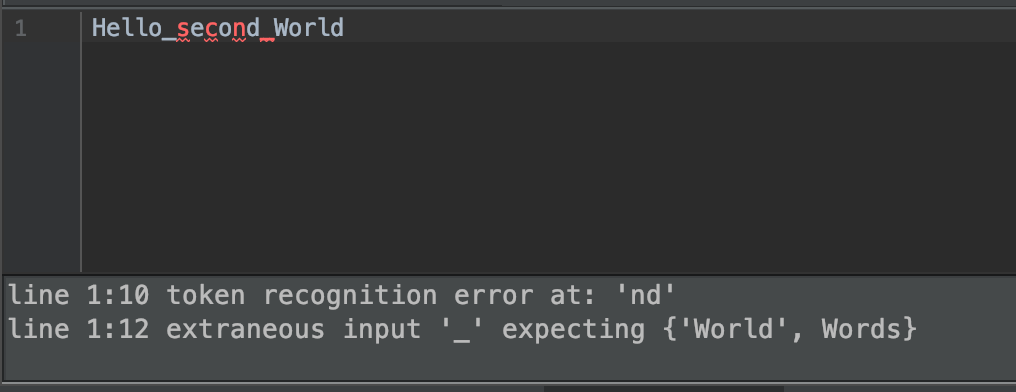 1 Hello_second_World
line 1:10 token recognition error at: 'nd'
line 1:12 extraneous input '_' expecting {'World', Words}